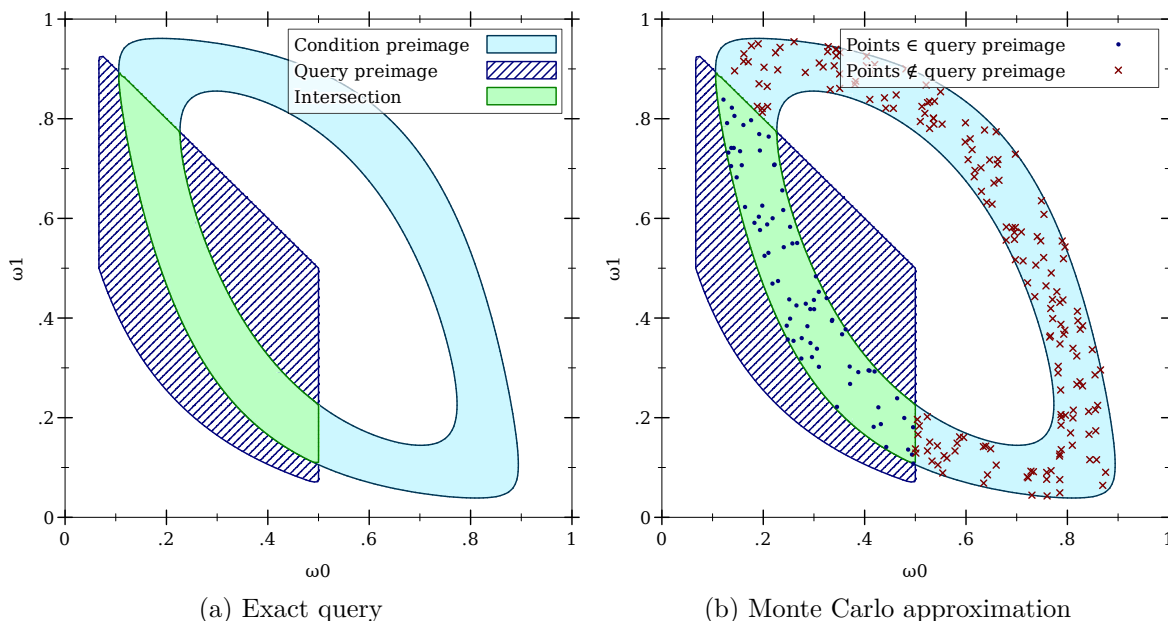 1
.8
.6
.4
.2
0
ω1
Condition preimage
Query preimage
Intersection
0
.2
.4
.6
.8
1
ω0
(a) Exact query
1
.8
.6
.4
.2
0
ω1
Points ∈ query preimage
Points ∉ query preimage
0
.2
.4
.6
.8
1
ω0
(b) Monte Carlo approximation